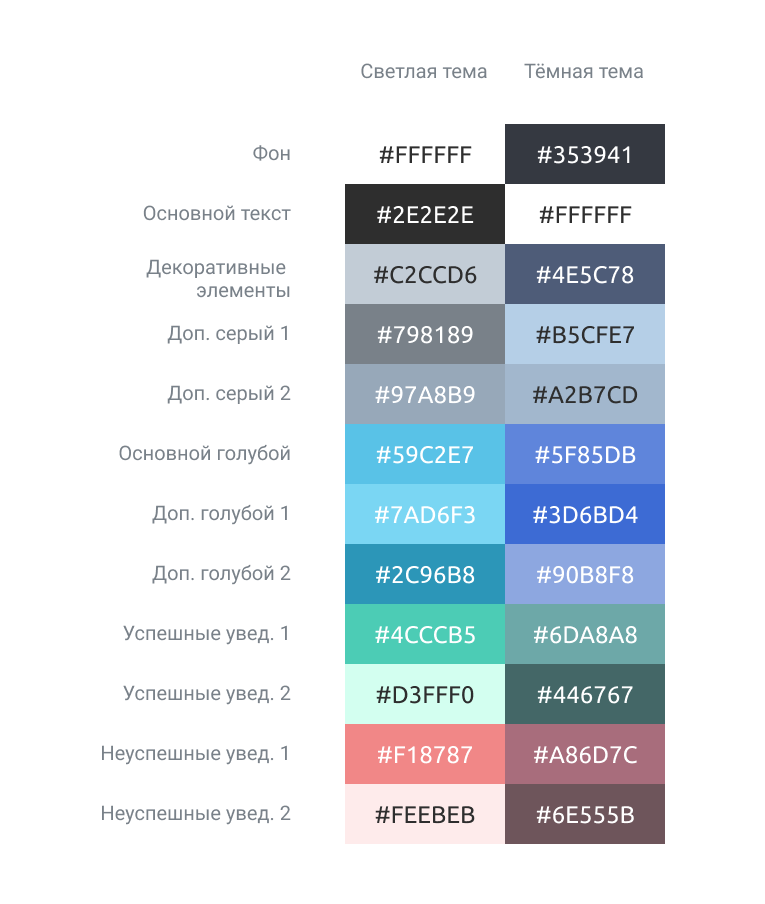 Светлая тема Тёмная тема
Фон #FFFFFF #353941
Основной текст #2E2E2E #FFFFFF
Декоративные
элементы #C2CCD6 #4E5C78
Доп. серый 1 #798189 #B5CFE7
Доп. серый 2 #97A8B9 #A2B7CD
Основной голубой #59C2E7 #5F85DB
Доп. голубой 1 #7AD6F3 #3D6BD4
Доп. голубой 2 #2C96B8 #90B8F8
Успешные увед. 1 #4CCCB5 #6DA8A8
Успешные увед. 2 #D3FFF0 #446767
Неуспешные увед. 1 #F18787 #A86D7C
Неуспешные увед. 2 #FEEBEB #6E555B